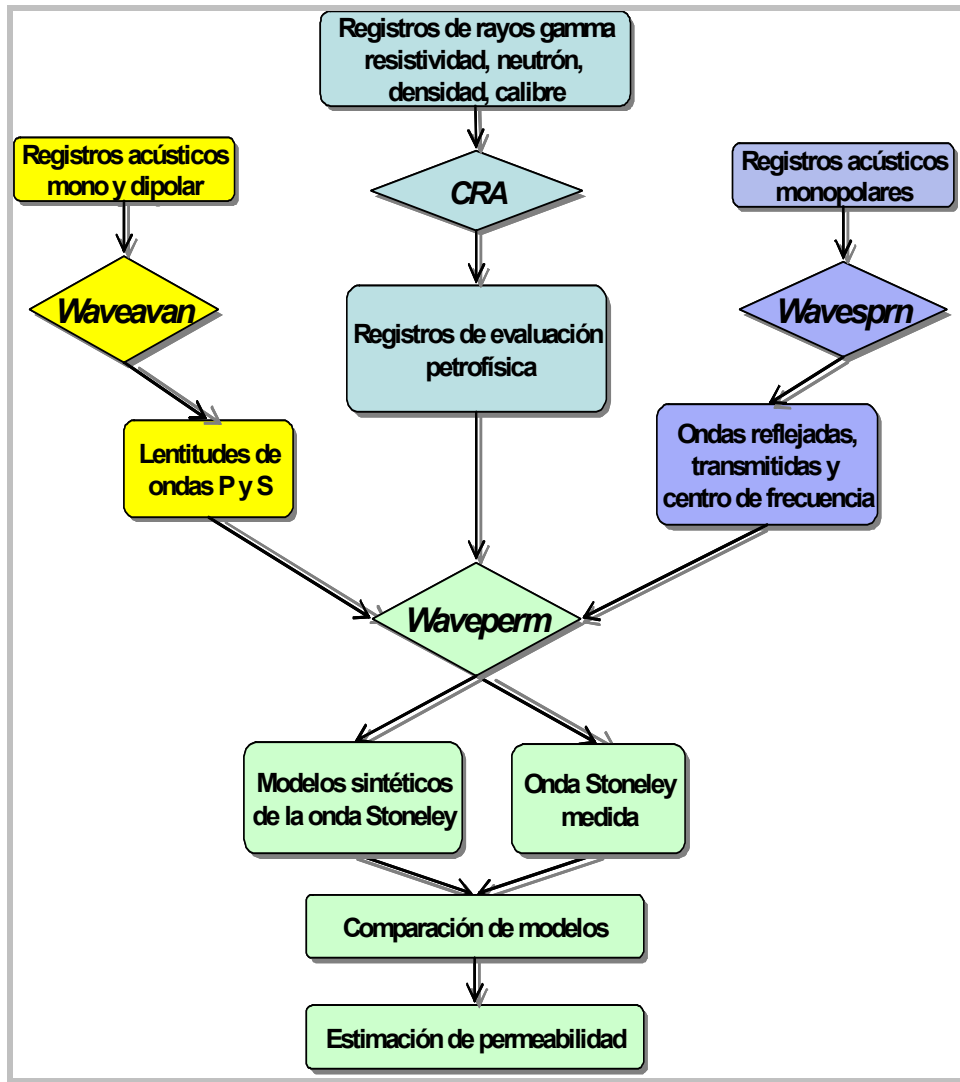 Registros de rayos gamma
resistividad, neutrón,
densidad, calibre
Registros acústicos
mono y dipolar
CRA
Registros acústicos
monopolares
Waveavan
Wavesprn
Registros de evaluación
petrofísica
Lentitudes de
ondas P y S
Ondas reflejadas,
transmitidas y
centro de frecuencia
Waveperm
Modelos sintéticos
de la onda Stoneley
Onda Stoneley
medida
Comparación de modelos
Estimación de permeabilidad